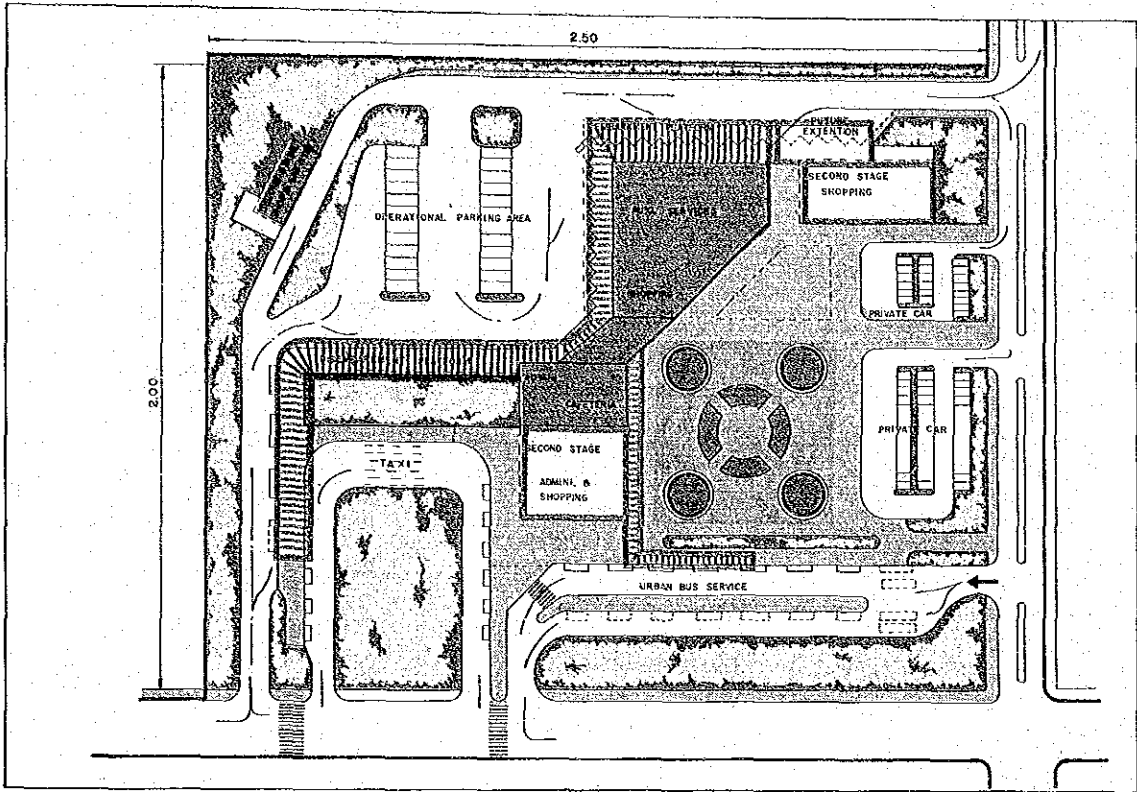 2.50
2.00
FUTURE
EXTENTION
SECOND STAGE
SHOPPING
OPERATIONAL PARKING AREA
SERVICES
PRIVATE CAR
CAFETERIA
PRIVATE CAR
SECOND STAGE
ADMINI. &
SHOPPING
TAXI
URBAN BUS SERVICE